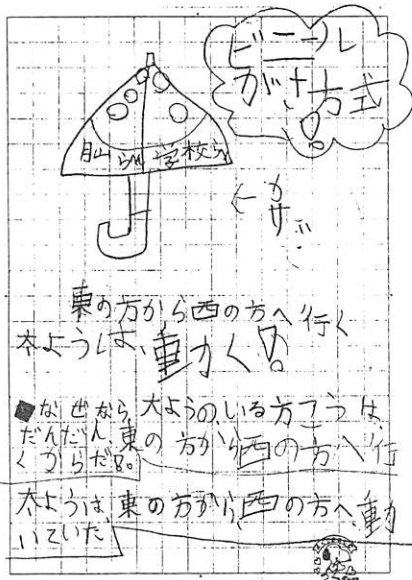 ビニール
がさ方式
学校
←かさ
東の方から西の方へ行く
太ようは、動かく!
なぜなら、太ようのいる方こうは、
だんだん、東の方から西の方へ行
くからだ。
太ようは、東の方から、西の方へ、動
いていた。